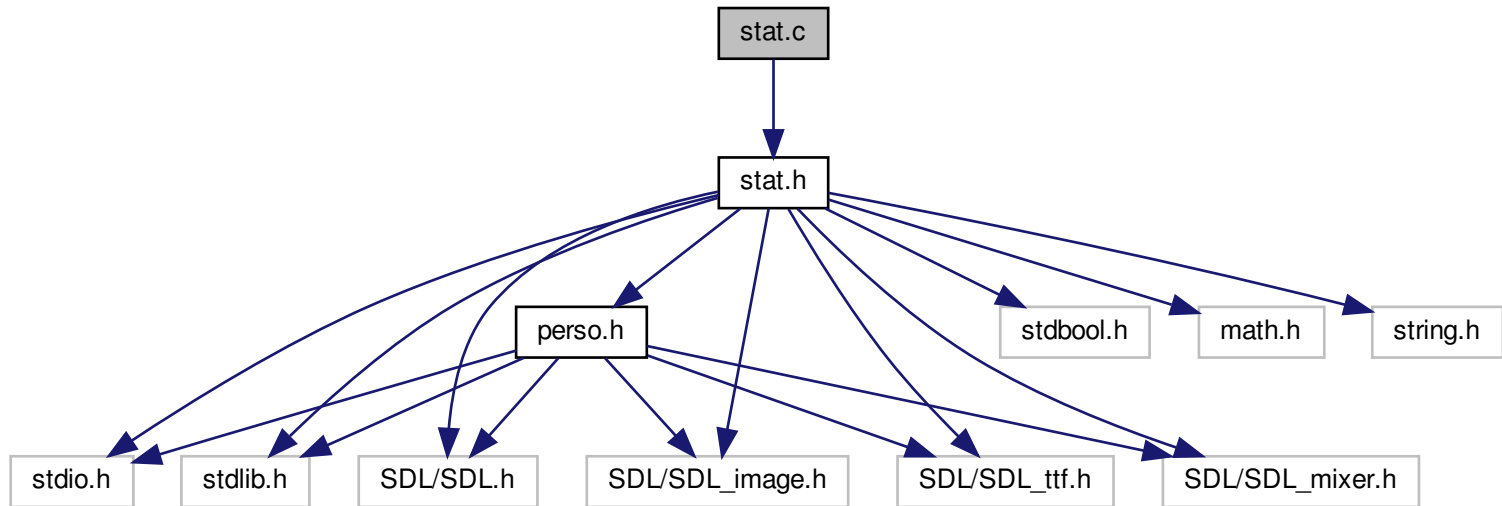 stat.c
stat.h
perso.h
stdbool.h
math.h
string.h
stdio.h
stdlib.h
SDL/SDL.h
SDL/SDL_image.h
SDL/SDL_ttf.h
SDL/SDL_mixer.h